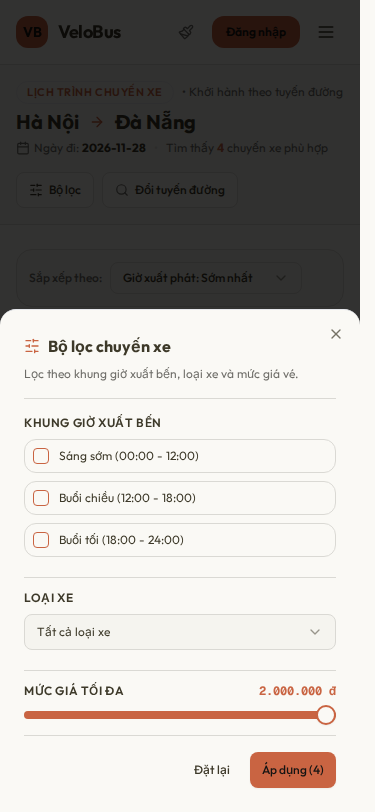 VB VeloBus Đăng nhập
LỊCH TRÌNH CHUYẾN XE • Khởi hành theo tuyến đường
Hà Nội → Đà Nẵng
Ngày đi: 2026-11-28 · Tìm thấy 4 chuyến xe phù hợp
Bộ lọc Đổi tuyến đường
Sắp xếp theo: Giờ xuất phát: Sớm nhất
Bộ lọc chuyến xe
Lọc theo khung giờ xuất bến, loại xe và mức giá vé.
KHUNG GIỜ XUẤT BẾN
Sáng sớm (00:00 - 12:00)
Buổi chiều (12:00 - 18:00)
Buổi tối (18:00 - 24:00)
LOẠI XE
Tất cả loại xe
MỨC GIÁ TỐI ĐA 2.000.000 đ
Đặt lại Áp dụng (4)